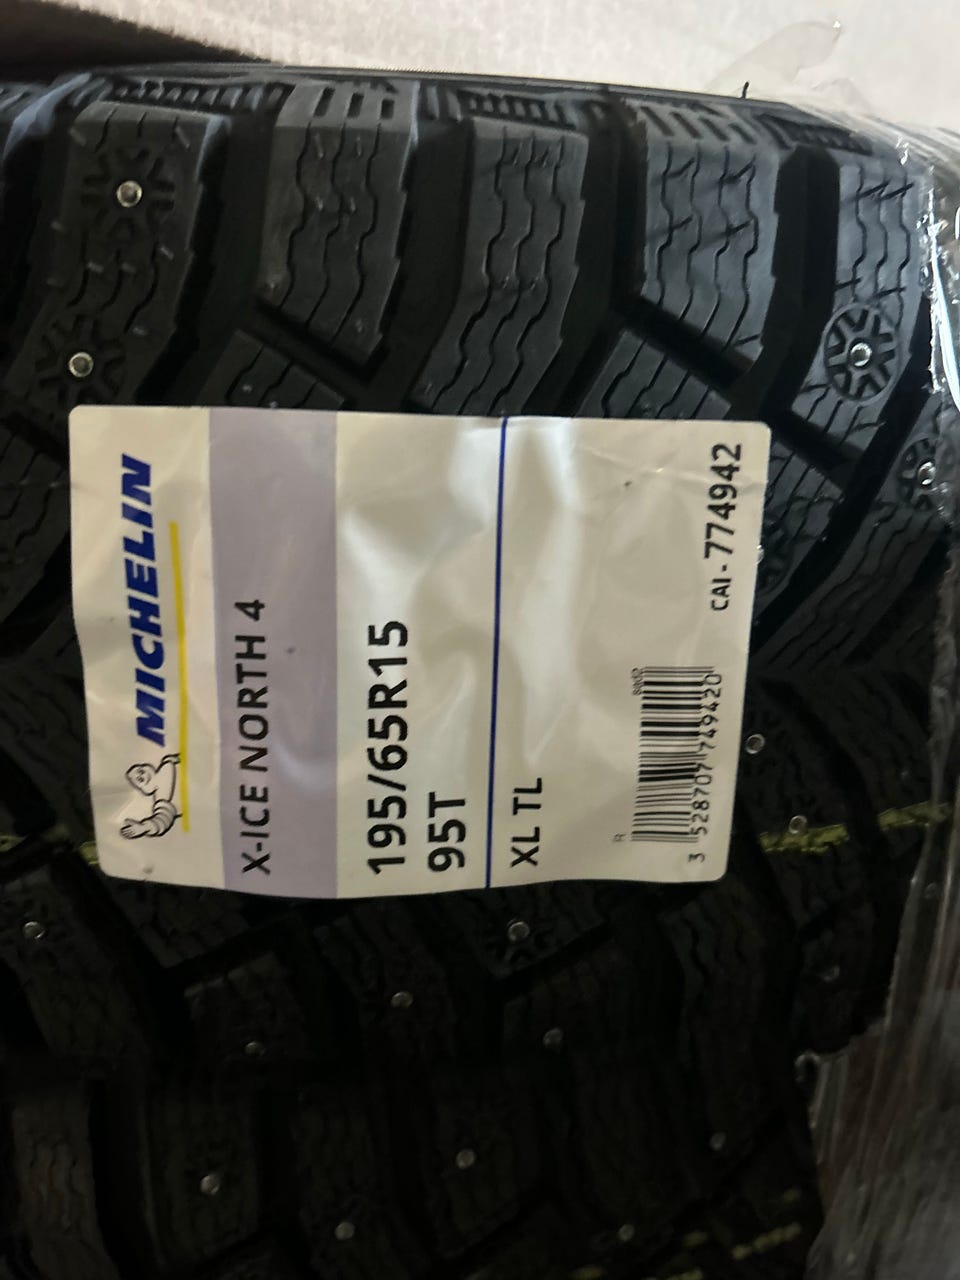 MICHELIN
X-ICE NORTH 4
195/65R15
95T
XL TL
CAI - 774942
R
3 528707 749420